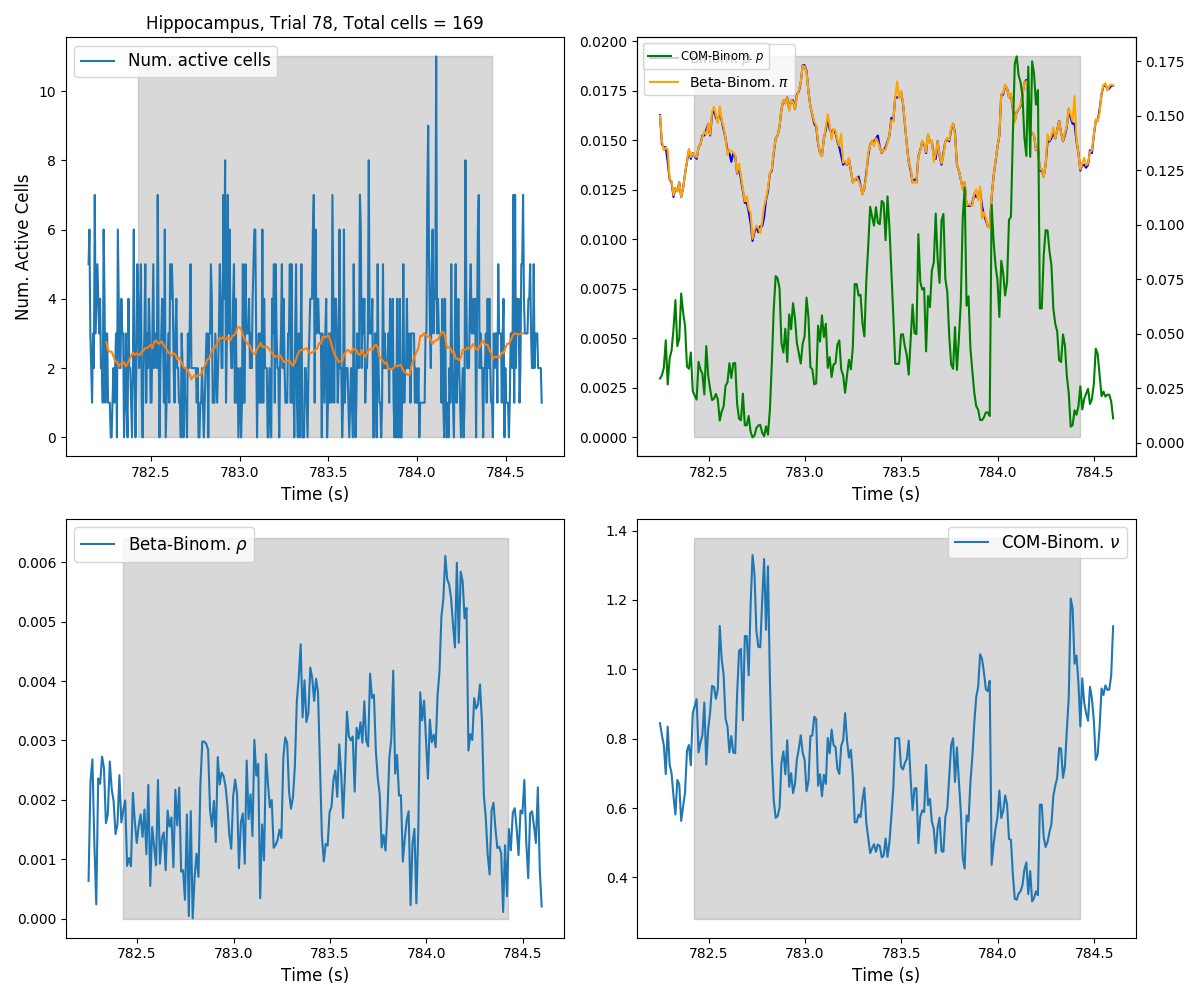 Hippocampus, Trial 78, Total cells = 169
Num. active cells
Num. Active Cells
10
8
6
4
2
0
782.5 783.0 783.5 784.0 784.5
Time (s)
COM-Binom. p
Beta-Binom. π
0.0200
0.0175
0.0150
0.0125
0.0100
0.0075
0.0050
0.0025
0.0000
0.175
0.150
0.125
0.100
0.075
0.050
0.025
0.000
782.5 783.0 783.5 784.0 784.5
Time (s)
Beta-Binom. ρ
0.006
0.005
0.004
0.003
0.002
0.001
0.000
782.5 783.0 783.5 784.0 784.5
Time (s)
COM-Binom. ν
1.4
1.2
1.0
0.8
0.6
0.4
782.5 783.0 783.5 784.0 784.5
Time (s)